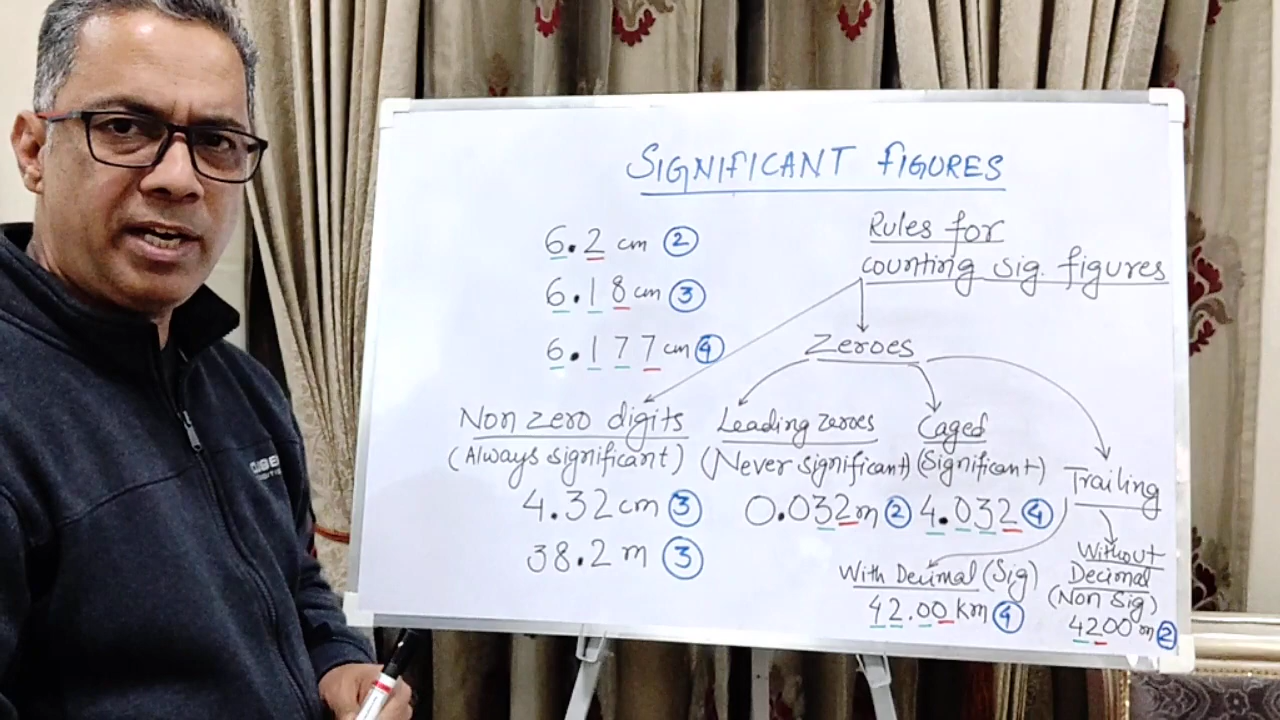 SIGNIFICANT FIGURES
6.2 cm ②
6.18 cm ③
6.177 cm ④
Rules for
counting sig. figures
Zeroes
Non zero digits
(Always significant)
4.32 cm ③
38.2 m ③
Leading zeroes
(Never significant)
0.032 m ②
Caged
(Significant)
4.032 ④
Trailing
With Decimal (Sig)
42.00 km ④
Without
Decimal
(Non Sig)
4200 m ②